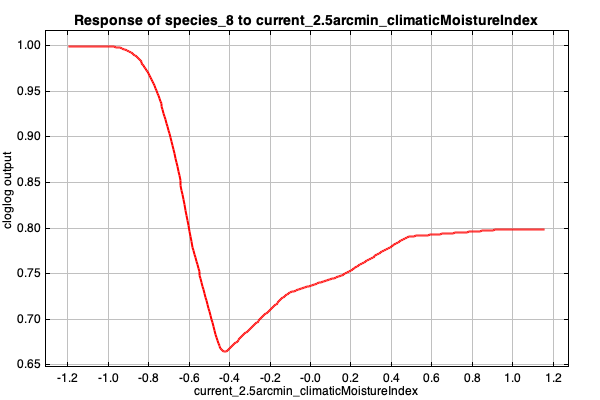 Response of species_8 to current_2.5arcmin_climaticMoistureIndex
1.00
0.95
0.90
0.85
0.80
0.75
0.70
0.65
cloglog output
-1.2 -1.0 -0.8 -0.6 -0.4 -0.2 -0.0 0.2 0.4 0.6 0.8 1.0 1.2
current_2.5arcmin_climaticMoistureIndex